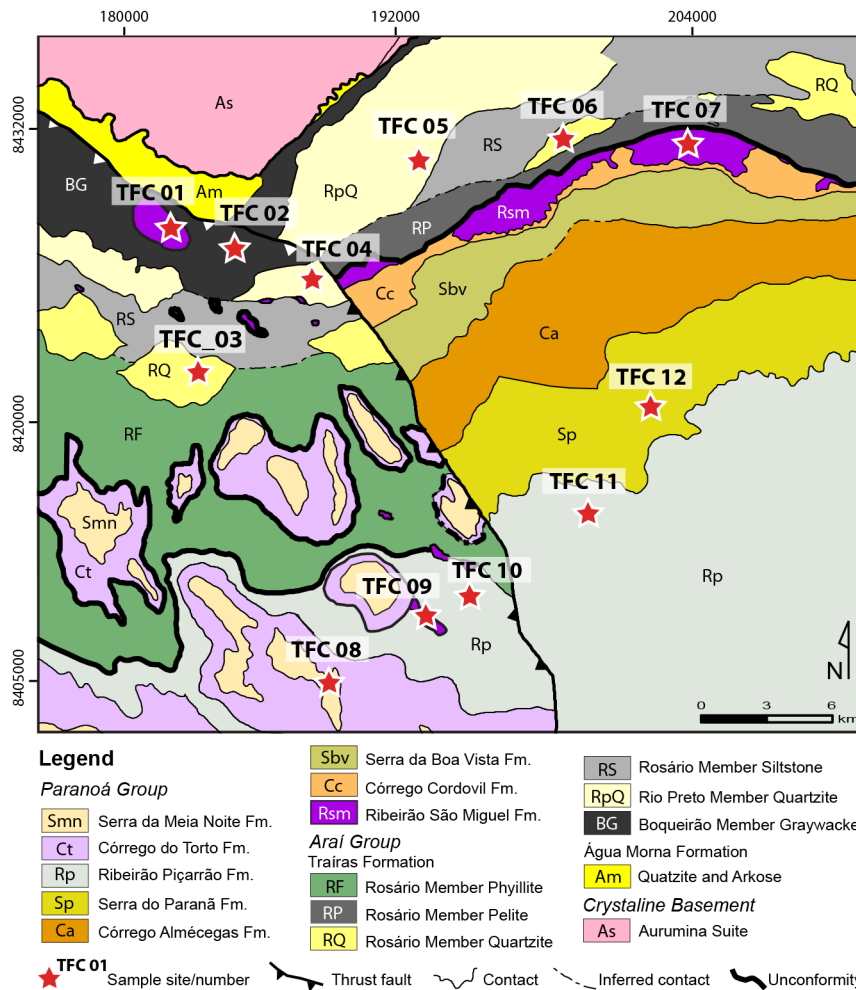 180000 192000 204000
8432000
8420000
8405000
As
RQ
TFC 05
TFC 06
TFC 07
RS
BG
TFC 01
Am
RpQ
TFC 02
RP
Rsm
TFC 04
Cc
Sbv
RS
TFC_03
RQ
Ca
TFC 12
RF
Sp
TFC 11
Smn
Ct
Rp
TFC 09
TFC 10
Rp
TFC 08
N
0 3 6
km
Legend
Paranoá Group
Smn Serra da Meia Noite Fm.
Ct Córrego do Torto Fm.
Rp Ribeirão Piçarrão Fm.
Sp Serra do Paranã Fm.
Ca Córrego Almécegas Fm.
Sbv Serra da Boa Vista Fm.
Cc Córrego Cordovil Fm.
Rsm Ribeirão São Miguel Fm.
Araí Group
Traíras Formation
RF Rosário Member Phyillite
RP Rosário Member Pelite
RQ Rosário Member Quartzite
RS Rosário Member Siltstone
RpQ Rio Preto Member Quartzite
BG Boqueirão Member Graywacke
Água Morna Formation
Am Quatzite and Arkose
Crystaline Basement
As Aurumina Suite
TFC 01 Sample site/number Thrust fault Contact Inferred contact Unconformity